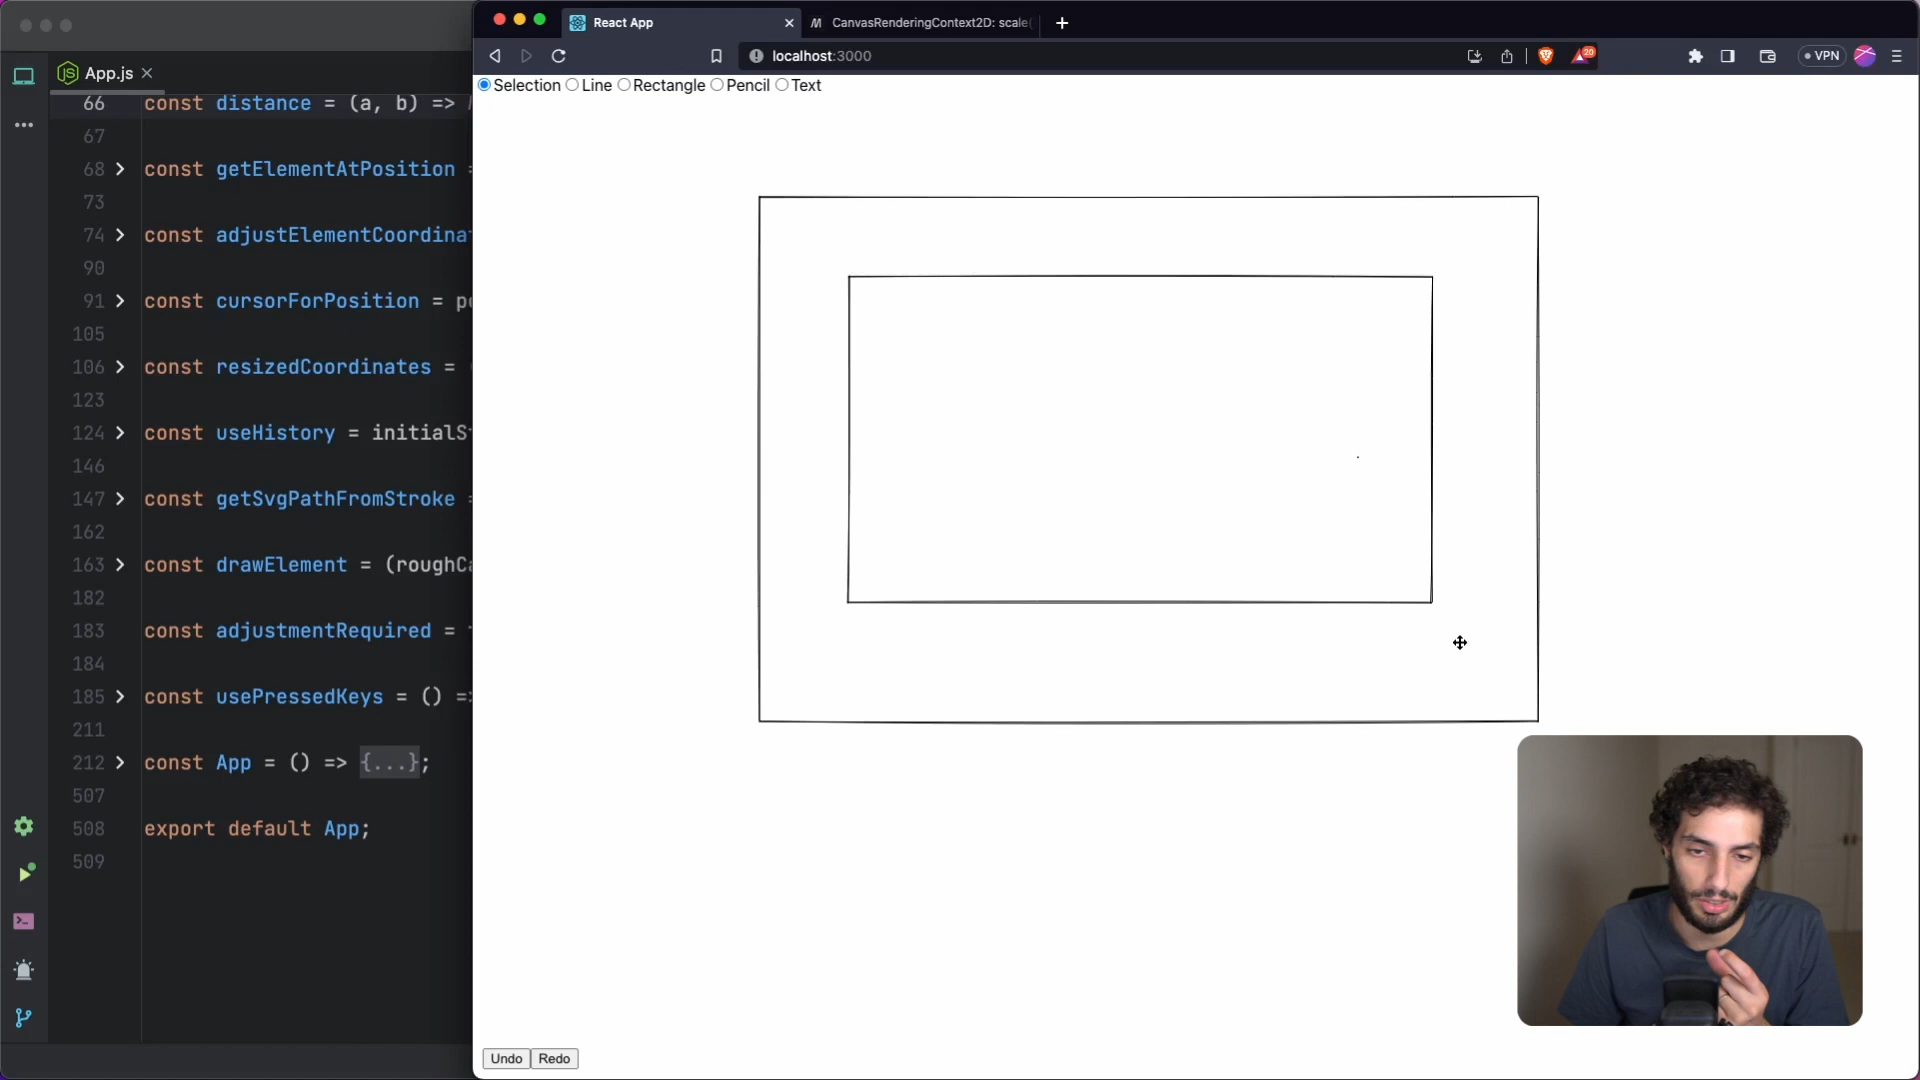 App.js
66 const distance = (a, b) =>
67
68 const getElementAtPosition =
73
74 const adjustElementCoordina
90
91 const cursorForPosition = p
105
106 const resizedCoordinates =
123
124 const useHistory = initialS
146
147 const getSvgPathFromStroke =
162
163 const drawElement = (roughCa
182
183 const adjustmentRequired =
184
185 const usePressedKeys = () =>
211
212 const App = () => {...};
507
508 export default App;
509
React App
CanvasRenderingContext2D: scale(
localhost:3000
20
VPN
Selection Line Rectangle Pencil Text
Undo Redo